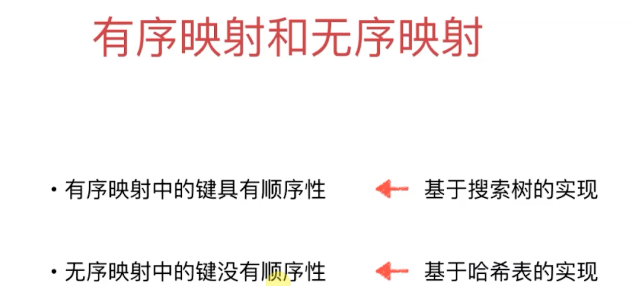 有序映射和无序映射
·有序映射中的键具有顺序性 基于搜索树的实现
·无序映射中的键没有顺序性 基于哈希表的实现